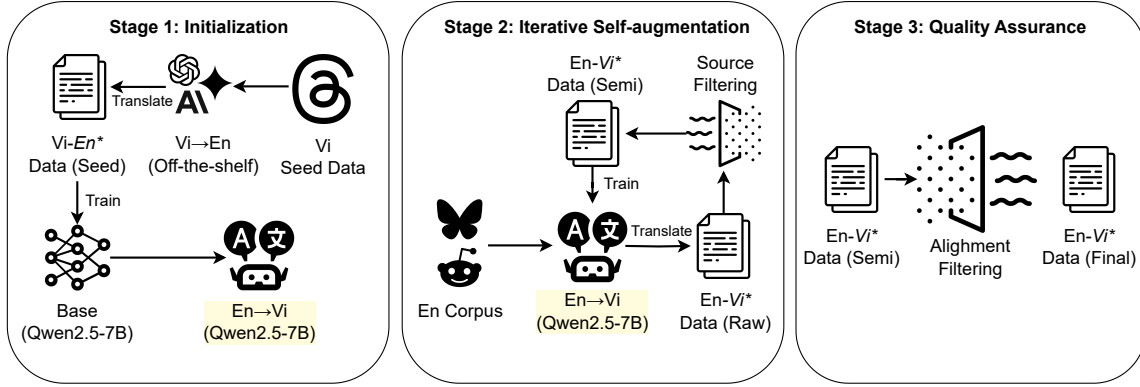 Stage 1: Initialization
Translate
Vi-En*
Data (Seed)
Vi→En
(Off-the-shelf)
Vi
Seed Data
Train
Base
(Qwen2.5-7B)
En→Vi
(Qwen2.5-7B)
Stage 2: Iterative Self-augmentation
En-Vi*
Data (Semi)
Source
Filtering
Train
A 文
Translate
En Corpus
En→Vi
(Qwen2.5-7B)
En-Vi*
Data (Raw)
Stage 3: Quality Assurance
En-Vi*
Data (Semi)
Alighment
Filtering
En-Vi*
Data (Final)